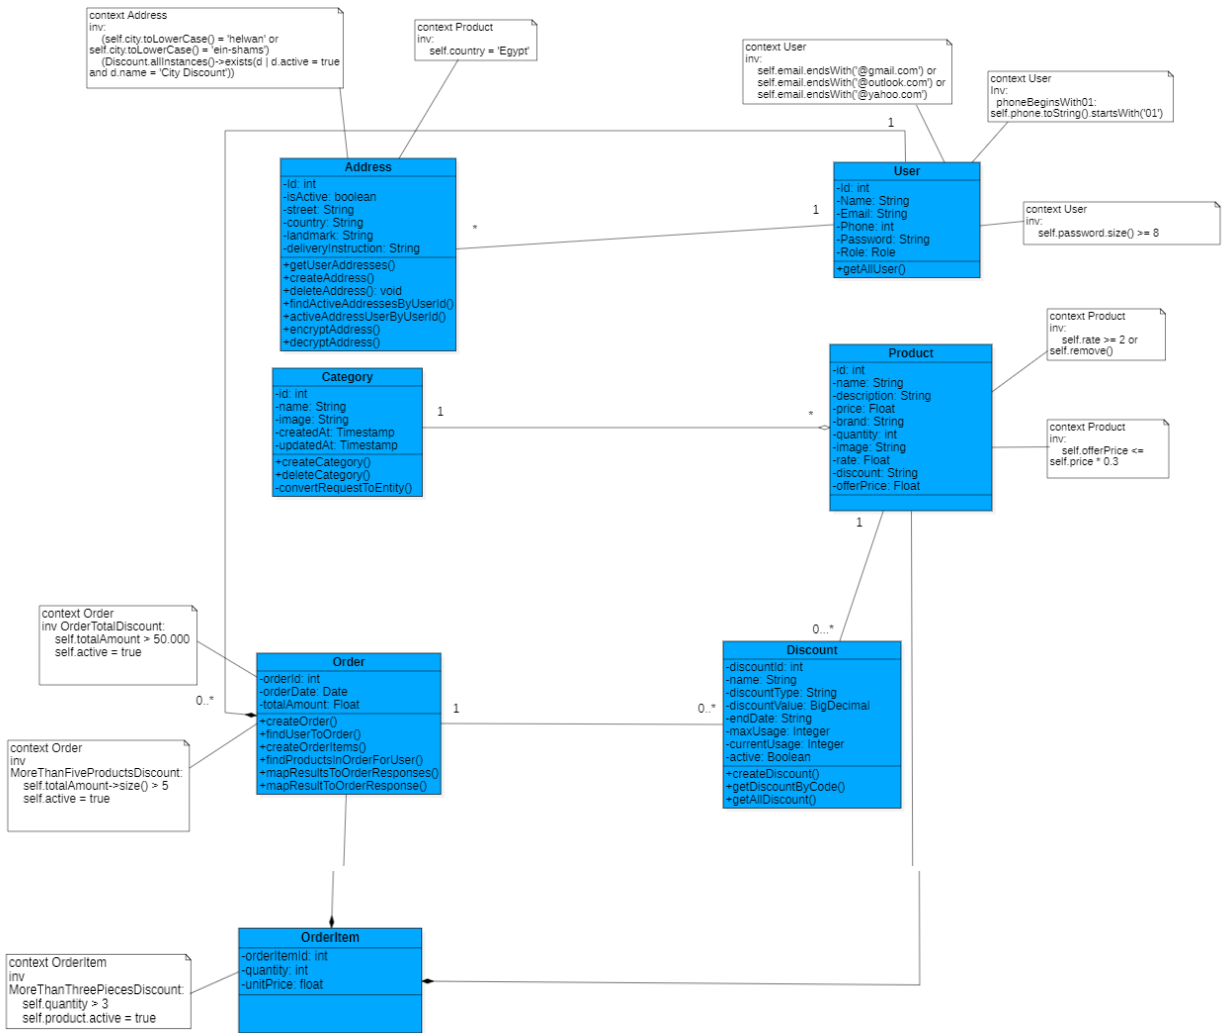 context Address
inv:
(self.city.toLowerCase() = 'helwan' or
self.city.toLowerCase() = 'ein-shams')
(Discount.allInstances()->exists(d | d.active = true
and d.name = 'City Discount'))
context Product
inv:
self.country = 'Egypt'
context User
inv:
self.email.endsWith('@gmail.com') or
self.email.endsWith('@outlook.com') or
self.email.endsWith('@yahoo.com')
context User
Inv:
phoneBeginsWith01:
self.phone.toString().startsWith('01')
1
Address
-Id: int
-isActive: boolean
-street: String
-country: String
-landmark: String
-deliveryInstruction: String
+getUserAddresses()
+createAddress()
+deleteAddress(): void
+findActiveAddressesByUserId()
+activeAddressUserByUserId()
+encryptAddress()
+decryptAddress()
*
1
User
-Id: int
-Name: String
-Email: String
-Phone: int
-Password: String
-Role: Role
+getAllUser()
context User
inv:
self.password.size() >= 8
context Product
inv:
self.rate >= 2 or
self.remove()
Category
-id: int
-name: String
-image: String
-createdAt: Timestamp
-updatedAt: Timestamp
+createCategory()
+deleteCategory()
-convertRequestToEntity()
1
*
Product
-id: int
-name: String
-description: String
-price: Float
-brand: String
-quantity: int
-image: String
-rate: Float
-discount: String
-offerPrice: Float
context Product
inv:
self.offerPrice <=
self.price * 0.3
1
0...*
context Order
inv OrderTotalDiscount:
self.totalAmount > 50.000
self.active = true
0..*
Order
-orderId: int
-orderDate: Date
-totalAmount: Float
+createOrder()
+findUserToOrder()
+createOrderItems()
+findProductsInOrderForUser()
+mapResultsToOrderResponses()
+mapResultToOrderResponse()
1
0..*
Discount
-discountId: int
-name: String
-discountType: String
-discountValue: BigDecimal
-endDate: String
-maxUsage: Integer
-currentUsage: Integer
-active: Boolean
+createDiscount()
+getDiscountByCode()
+getAllDiscount()
context Order
inv
MoreThanFiveProductsDiscount:
self.totalAmount->size() > 5
self.active = true
OrderItem
-orderItemId: int
-quantity: int
-unitPrice: float
context OrderItem
inv
MoreThanThreePiecesDiscount:
self.quantity > 3
self.product.active = true